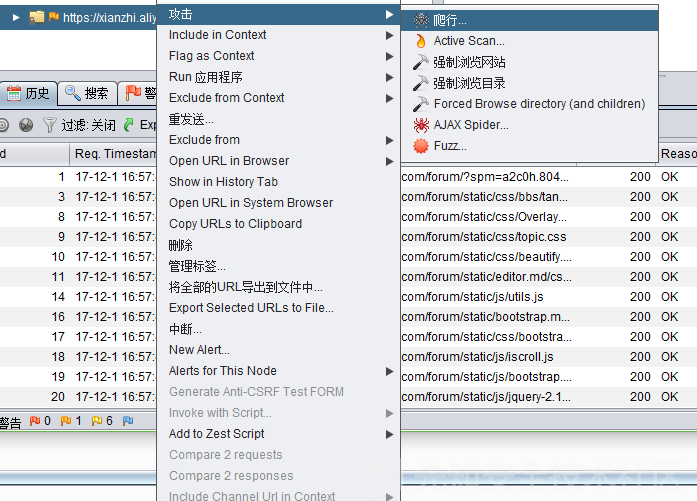 https://xianzhi.aliy
攻击
爬行...
Include in Context
Active Scan...
Flag as Context
强制浏览网站
Run 应用程序
强制浏览目录
Exclude from Context
Forced Browse directory (and children)
重发送...
AJAX Spider...
Exclude from
Fuzz...
Open URL in Browser
Show in History Tab
Open URL in System Browser
Copy URLs to Clipboard
删除
管理标签...
将全部的URL导出到文件中...
Export Selected URLs to File...
中断...
New Alert...
Alerts for This Node
Generate Anti-CSRF Test FORM
Invoke with Script...
Add to Zest Script
Compare 2 requests
Compare 2 responses
Include Channel Url in Context
历史 搜索 警
过滤: 关闭 Exp
d Req. Timestam Reaso
1 17-12-1 16:57: com/forum/?spm=a2c0h.804... 200 OK
3 17-12-1 16:57: com/forum/static/css/bbs/tan... 200 OK
8 17-12-1 16:57: com/forum/static/css/Overlay... 200 OK
9 17-12-1 16:57: com/forum/static/css/topic.css 200 OK
10 17-12-1 16:57: com/forum/static/css/beautify.... 200 OK
11 17-12-1 16:57: com/forum/static/editor.md/cs... 200 OK
14 17-12-1 16:57: com/forum/static/js/utils.js 200 OK
16 17-12-1 16:57: com/forum/static/bootstrap.m... 200 OK
17 17-12-1 16:57: com/forum/static/css/bootstra... 200 OK
18 17-12-1 16:57: com/forum/static/js/iscroll.js 200 OK
19 17-12-1 16:57: com/forum/static/js/bootstrap... 200 OK
20 17-12-1 16:57: com/forum/static/js/jquery-2.1... 200 OK
警告 0 1 6